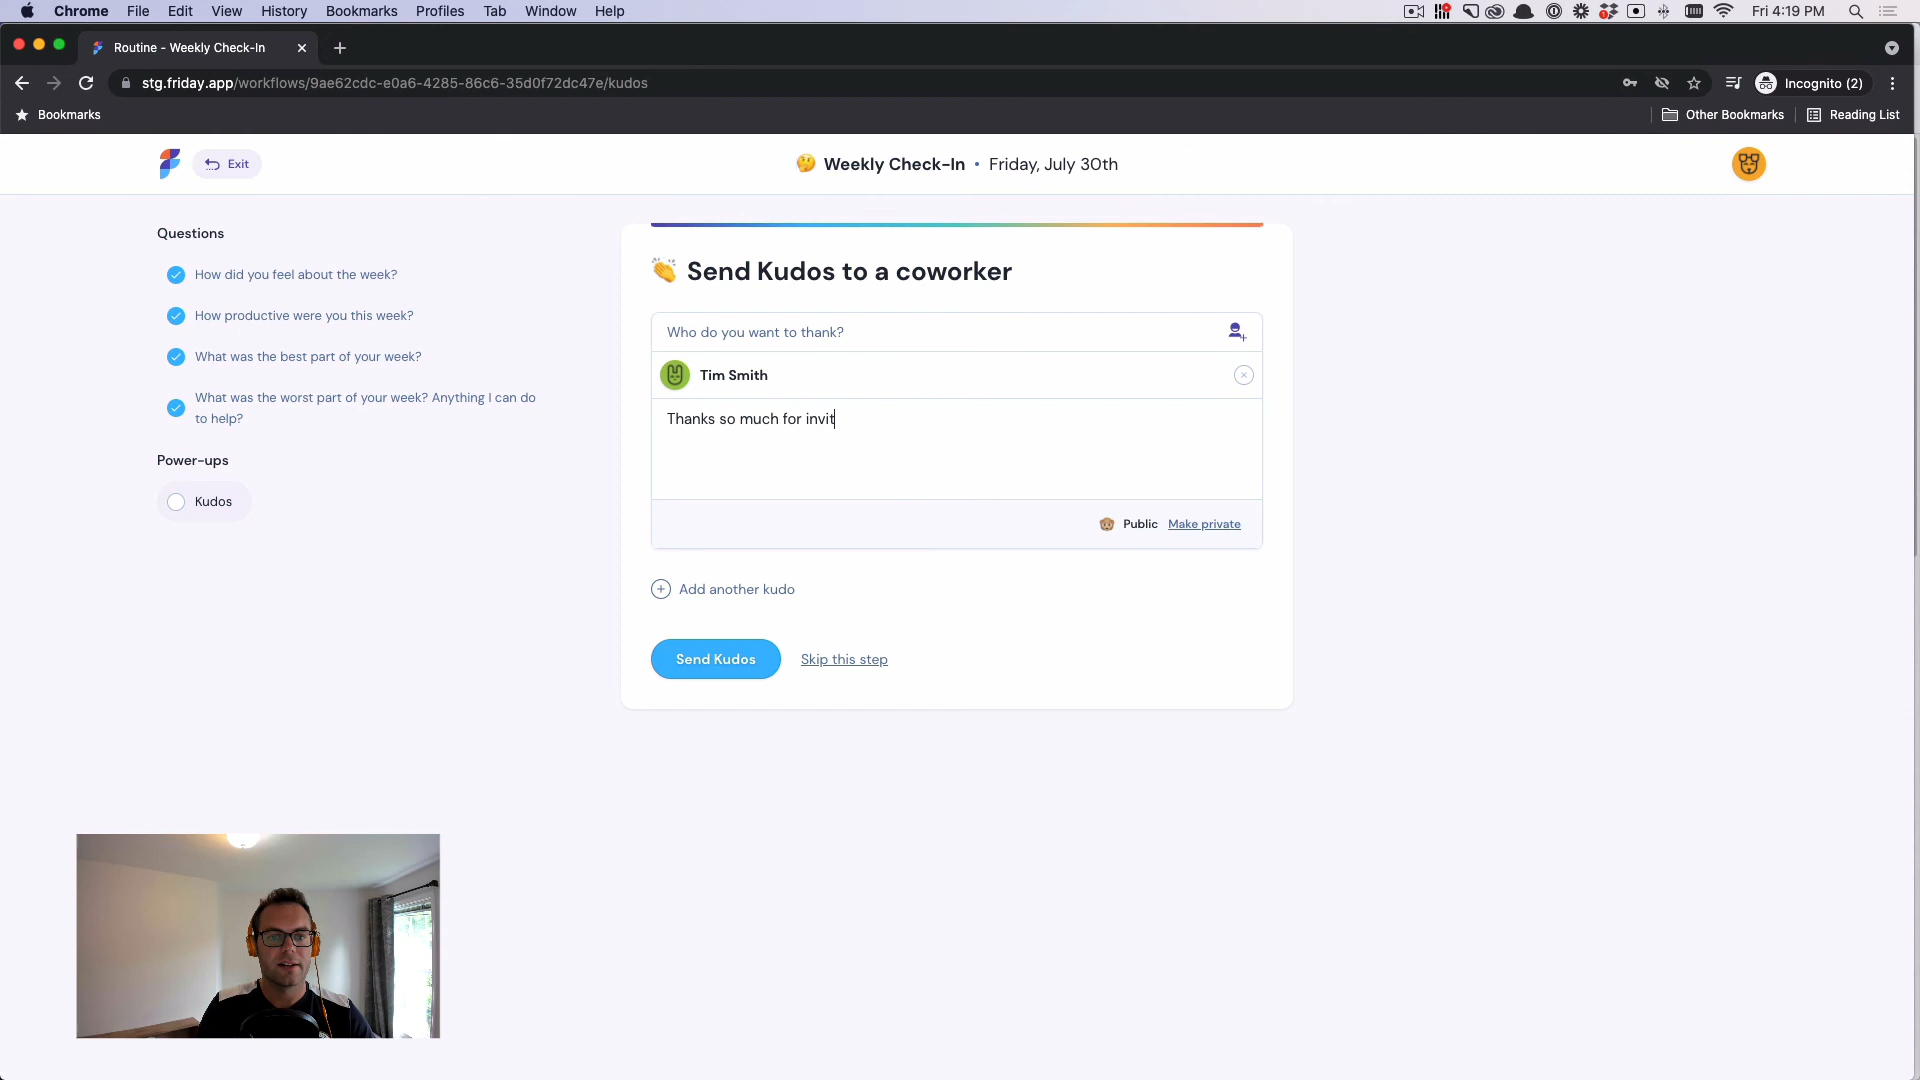 Chrome File Edit View History Bookmarks Profiles Tab Window Help Fri 4:19 PM
Routine - Weekly Check-In
stg.friday.app/workflows/9ae62cdc-e0a6-4285-86c6-35d0f72dc47e/kudos Incognito (2)
Bookmarks Other Bookmarks Reading List
Exit Weekly Check-In • Friday, July 30th
Questions
How did you feel about the week?
How productive were you this week?
What was the best part of your week?
What was the worst part of your week? Anything I can do
to help?
Power-ups
Kudos
Send Kudos to a coworker
Who do you want to thank?
Tim Smith
Thanks so much for invit
Public Make private
Add another kudo
Send Kudos Skip this step